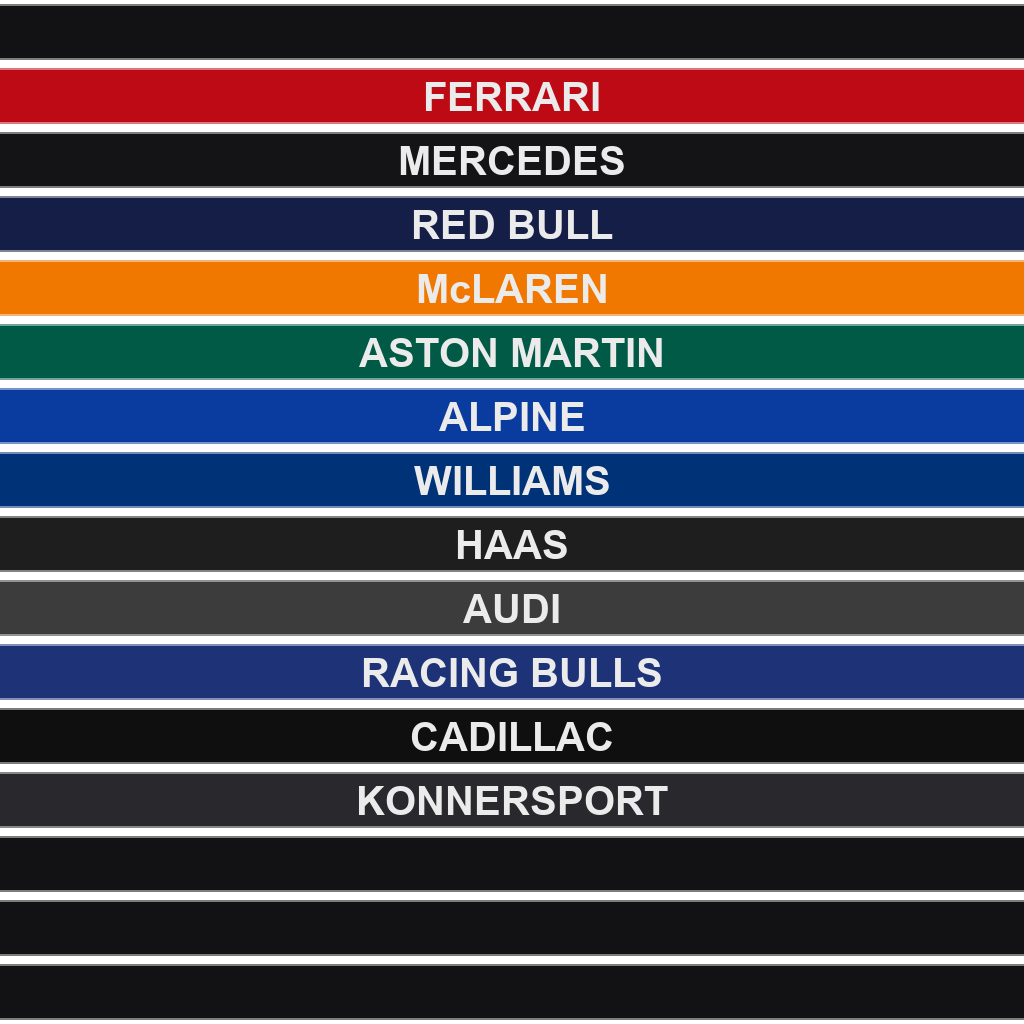 FERRARI
MERCEDES
RED BULL
McLAREN
ASTON MARTIN
ALPINE
WILLIAMS
HAAS
AUDI
RACING BULLS
CADILLAC
KONNERSPORT